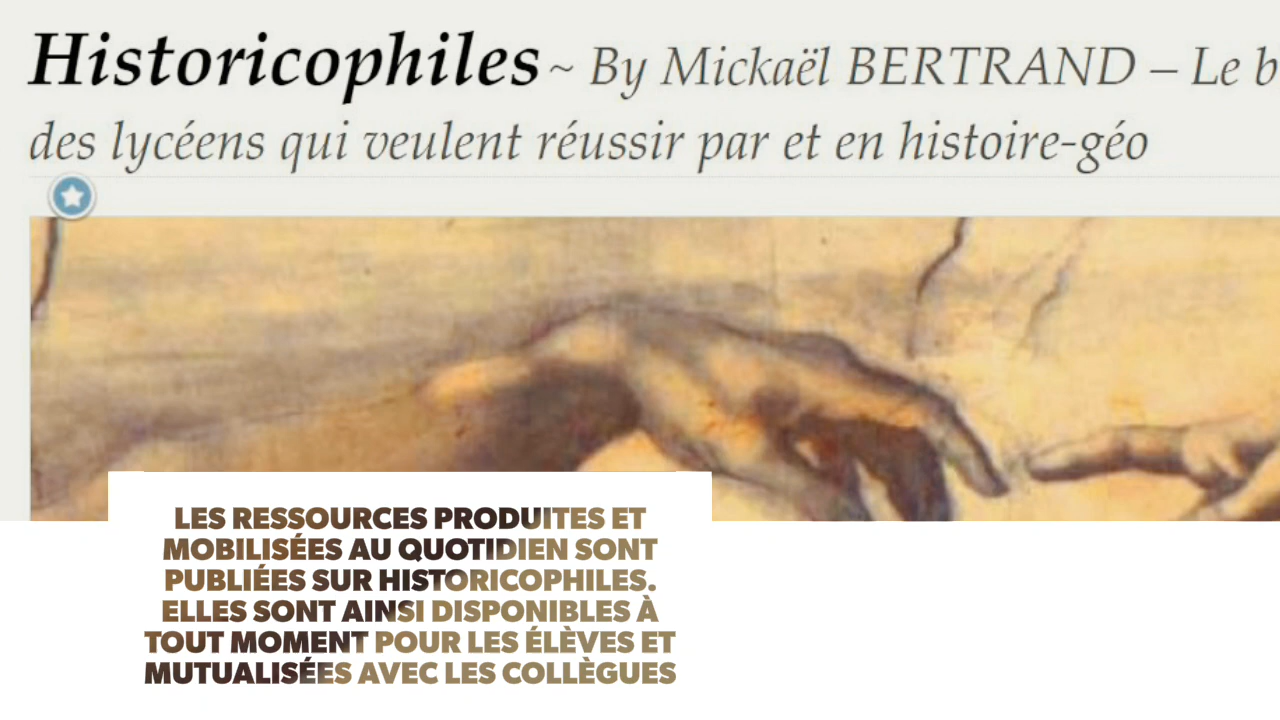 Historicophiles ~ By Mickaël BERTRAND – Le b
des lycéens qui veulent réussir par et en histoire-géo
LES RESSOURCES PRODUITES ET
MOBILISÉES AU QUOTIDIEN SONT
PUBLIÉES SUR HISTORICOPHILES.
ELLES SONT AINSI DISPONIBLES À
TOUT MOMENT POUR LES ÉLÈVES ET
MUTUALISÉES AVEC LES COLLÈGUES